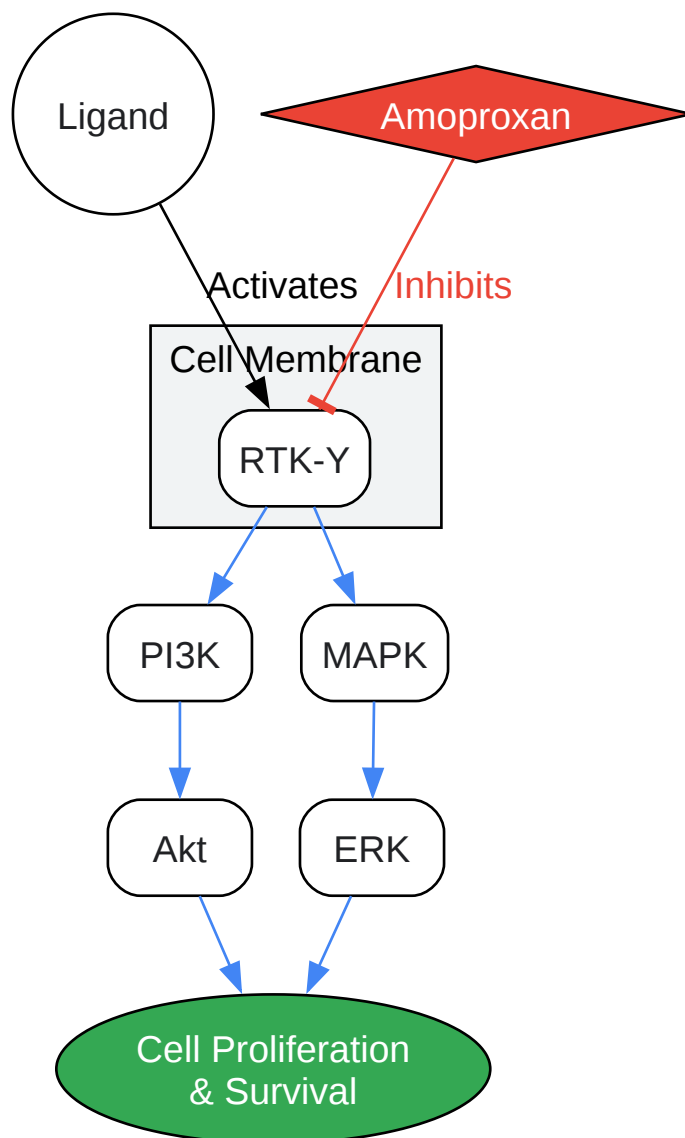 Ligand
Amoproxan
Activates
Inhibits
Cell Membrane
RTK-Y
PI3K
MAPK
Akt
ERK
Cell Proliferation
& Survival